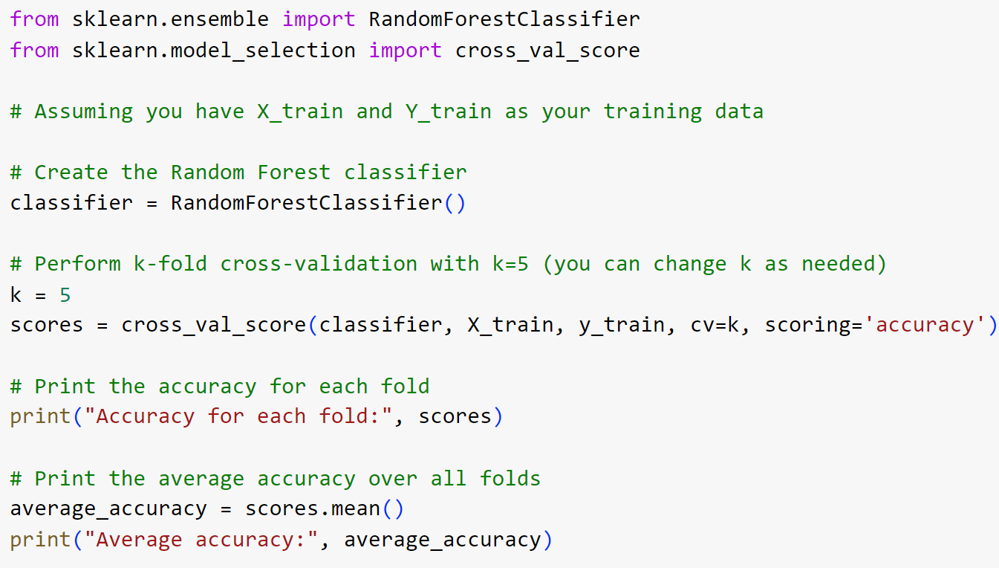 from sklearn.ensemble import RandomForestClassifier
from sklearn.model_selection import cross_val_score
# Assuming you have X_train and Y_train as your training data
# Create the Random Forest classifier
classifier = RandomForestClassifier()
# Perform k-fold cross-validation with k=5 (you can change k as needed)
k = 5
scores = cross_val_score(classifier, X_train, y_train, cv=k, scoring='accuracy')
# Print the accuracy for each fold
print("Accuracy for each fold:", scores)
# Print the average accuracy over all folds
average_accuracy = scores.mean()
print("Average accuracy:", average_accuracy)